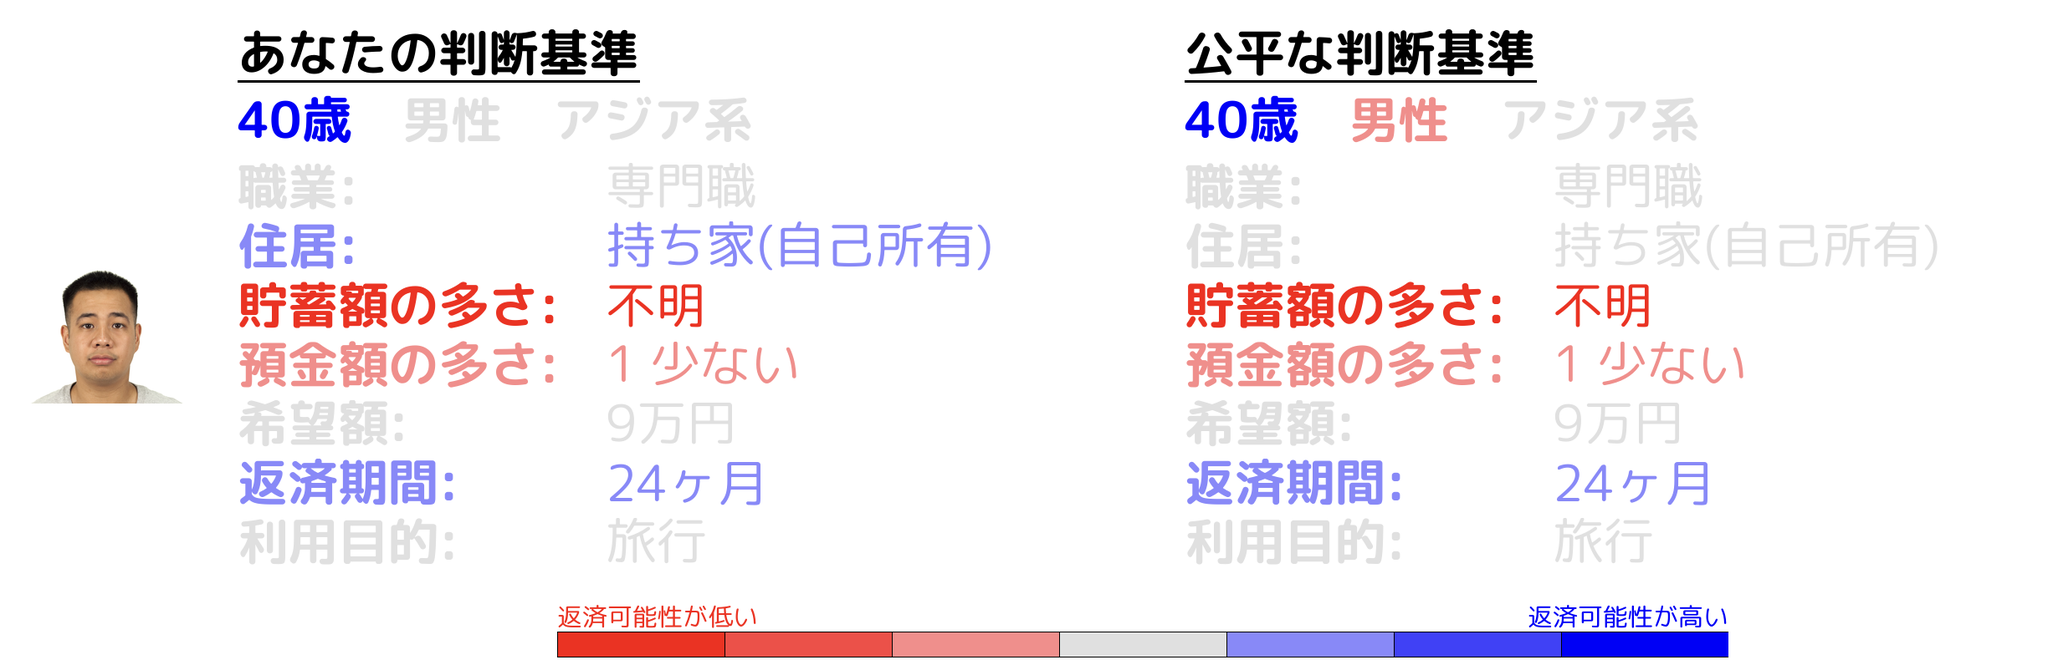 あなたの判断基準
40歳 男性 アジア系
職業: 専門職
住居: 持ち家(自己所有)
貯蓄額の多さ: 不明
預金額の多さ: 1 少ない
希望額: 9万円
返済期間: 24ヶ月
利用目的: 旅行
公平な判断基準
40歳 男性 アジア系
職業: 専門職
住居: 持ち家(自己所有)
貯蓄額の多さ: 不明
預金額の多さ: 1 少ない
希望額: 9万円
返済期間: 24ヶ月
利用目的: 旅行
返済可能性が低い
返済可能性が高い